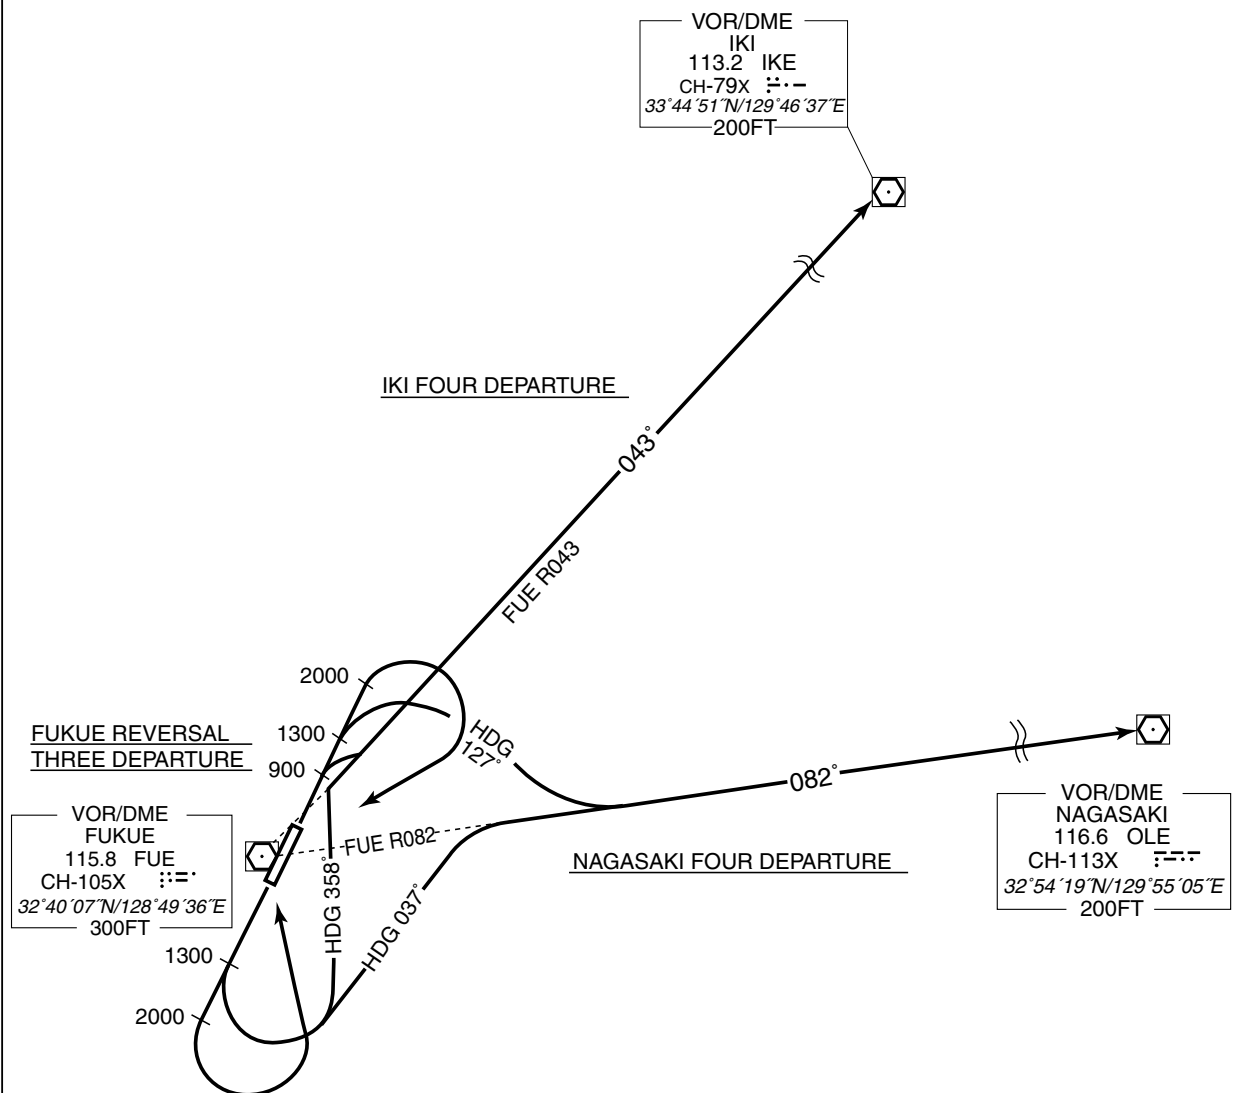 VOR/DME
IKI
113.2 IKE
CH-79X
33°44´51˝N/129°46´37˝E
200FT
IKI FOUR DEPARTURE
043°
FUE R043
2000
1300
900
FUKUE REVERSAL
THREE DEPARTURE
HDG
127°
082°
VOR/DME
FUKUE
115.8 FUE
CH-105X
32°40´07˝N/128°49´36˝E
300FT
FUE R082
NAGASAKI FOUR DEPARTURE
VOR/DME
NAGASAKI
116.6 OLE
CH-113X
32°54´19˝N/129°55´05˝E
200FT
HDG 358°
HDG 037°
1300
2000